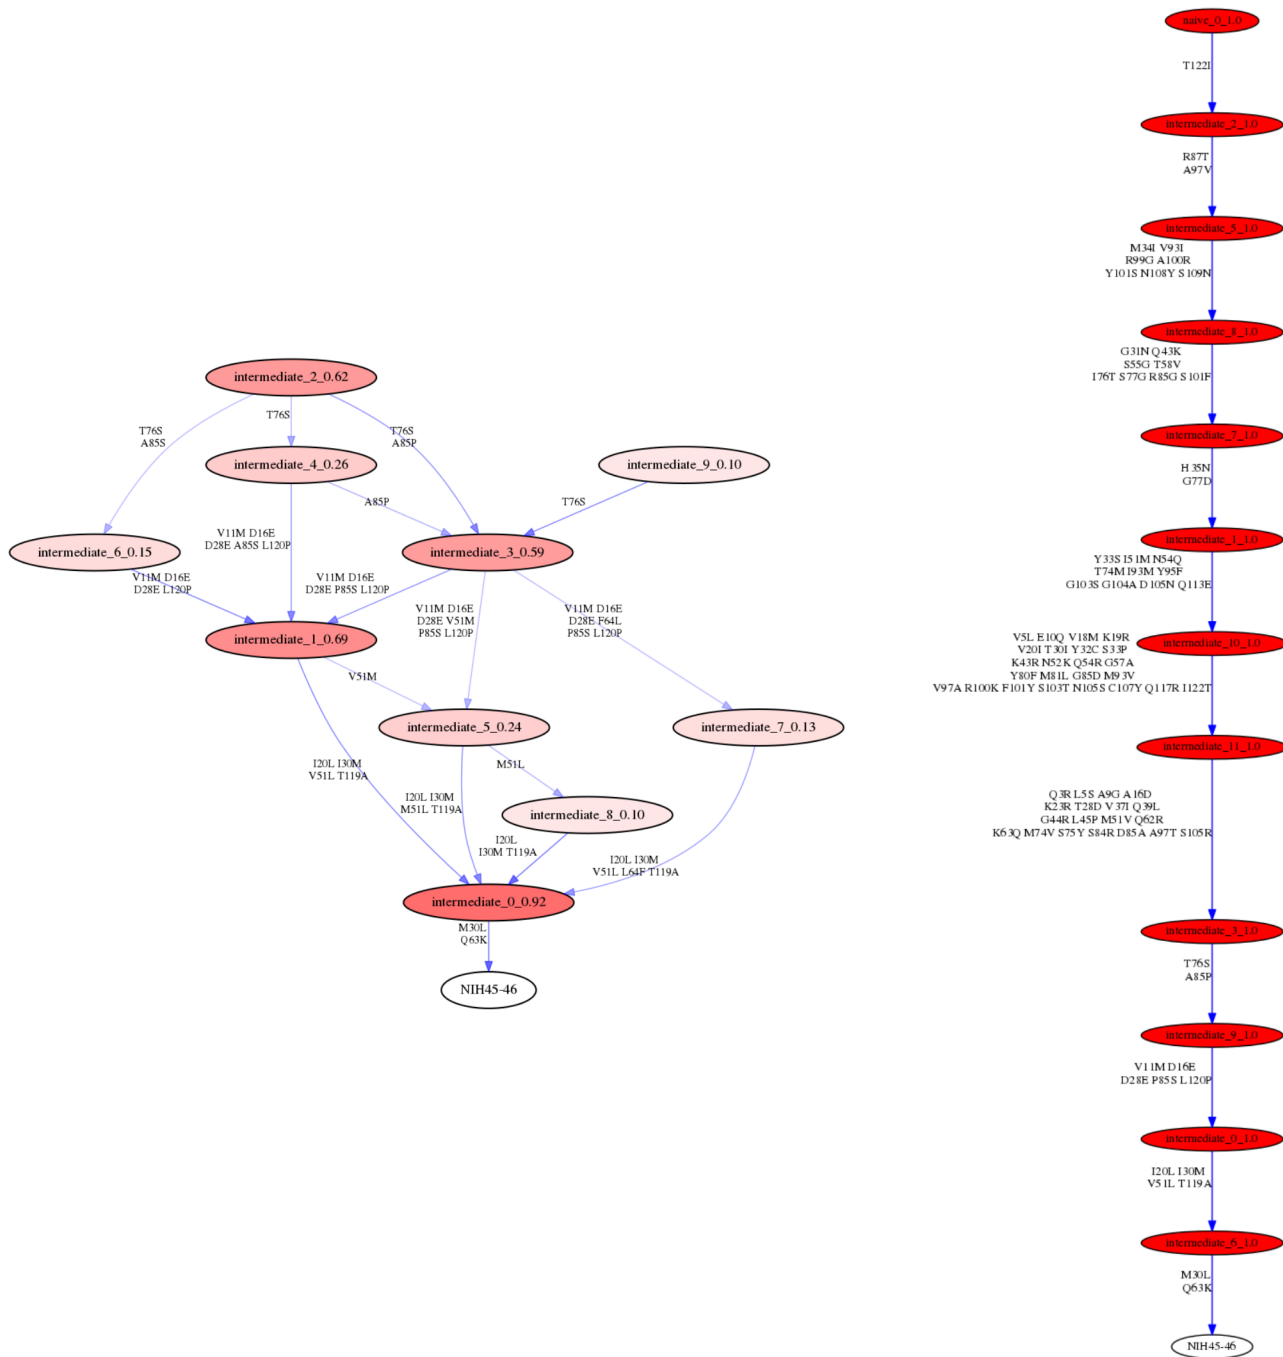 intermediate_2_0.62
T76S
A85S
T76S
T76S
A85P
intermediate_4_0.26
intermediate_9_0.10
A85P
T76S
V11M D16E
D28E A85S L120P
intermediate_6_0.15
intermediate_3_0.59
V11M D16E
D28E L120P
V11M D16E
D28E P85S L120P
V11M D16E
D28E V51M
P85S L120P
V11M D16E
D28E F64L
P85S L120P
intermediate_1_0.69
V51M
intermediate_5_0.24
intermediate_7_0.13
I20L I30M
V51L T119A
M51L
I20L I30M
M51L T119A
intermediate_8_0.10
I20L
I30M T119A
I20L I30M
V51L L64F T119A
intermediate_0_0.92
M30L
Q63K
NIH45-46
naive_0_1.0
T122I
intermediate_2_1.0
R87T
A97V
intermediate_5_1.0
M34I V93I
R99G A100R
Y101S N108Y S109N
intermediate_8_1.0
G31N Q43K
S55G T58V
I76T S77G R85G S101F
intermediate_7_1.0
H35N
G77D
intermediate_1_1.0
Y33S I51M N54Q
T74M I93M Y95F
G103S G104A D105N Q113E
intermediate_10_1.0
V5L E10Q V18M K19R
V20I T30I Y32C S33P
K43R N52K Q54R G57A
Y80F M81L G85D M93V
V97A R100K F101Y S103T N105S C107Y Q117R I122T
intermediate_11_1.0
Q3R L5S A9G A16D
K23R T28D V37I Q39L
G44R L45P M51V Q62R
K63Q M74V S75Y S84R D85A A97T S105R
intermediate_3_1.0
T76S
A85P
intermediate_9_1.0
V11M D16E
D28E P85S L120P
intermediate_0_1.0
I20L I30M
V51L T119A
intermediate_6_1.0
M30L
Q63K
NIH45-46